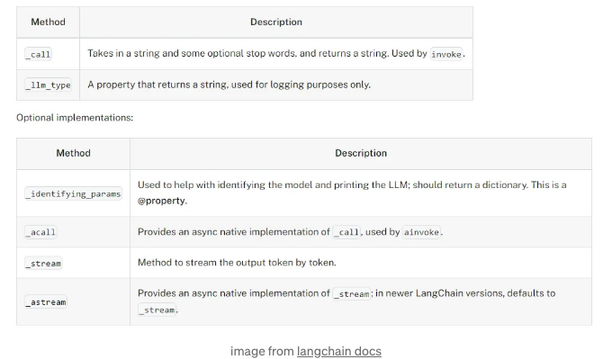 Method Description
_call Takes in a string and some optional stop words, and returns a string. Used by invoke.
_llm_type A property that returns a string, used for logging purposes only.
Optional implementations:
Method Description
Used to help with identifying the model and printing the LLM; should return a dictionary. This is a
_identifying_params
@property.
_acall Provides an async native implementation of _call, used by ainvoke.
_stream Method to stream the output token by token.
Provides an async native implementation of _stream; in newer LangChain versions, defaults to
_astream
_stream.
image from langchain docs